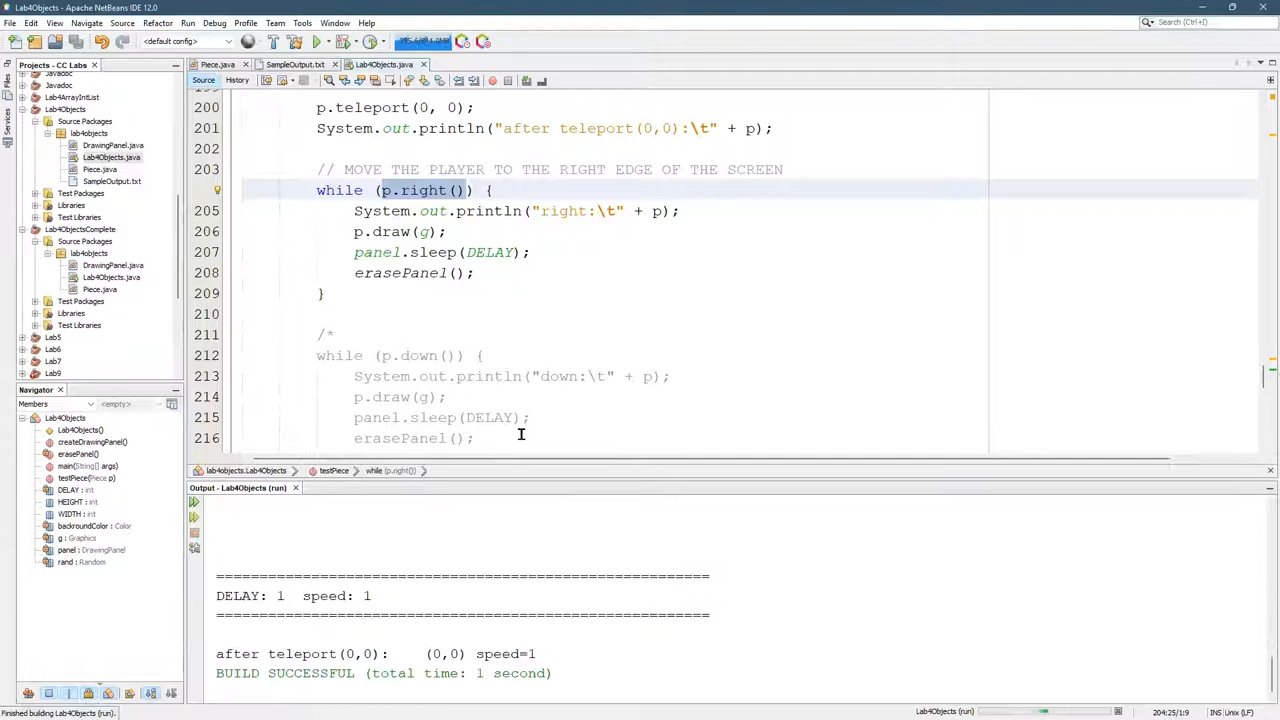 Lab4Objects - Apache NetBeans IDE 12.0
File Edit View Navigate Source Refactor Run Debug Profile Team Tools Window Help
Search (Ctrl+I)
<default config>
Projects - CC Labs
Piece.java SampleOutput.txt Lab4Objects.java
Source History
Files
Services
Javadoc
Lab4ArrayIntList
Lab4Objects
Source Packages
lab4objects
DrawingPanel.java
Lab4Objects.java
Piece.java
SampleOutput.txt
Test Packages
Libraries
Test Libraries
Lab4ObjectsComplete
Source Packages
lab4objects
DrawingPanel.java
Lab4Objects.java
Piece.java
Test Packages
Libraries
Test Libraries
Lab5
Lab6
Lab7
Lab9
200 p.teleport(0, 0);
201 System.out.println("after teleport(0,0):\t" + p);
202
203 // MOVE THE PLAYER TO THE RIGHT EDGE OF THE SCREEN
while (p.right()) {
205 System.out.println("right:\t" + p);
206 p.draw(g);
207 panel.sleep(DELAY);
208 erasePanel();
209 }
210
211 /*
212 while (p.down()) {
213 System.out.println("down:\t" + p);
214 p.draw(g);
215 panel.sleep(DELAY);
216 erasePanel();
lab4objects.Lab4Objects testPiece while (p.right())
Navigator
Members <empty>
Lab4Objects
Lab4Objects()
createDrawingPanel()
erasePanel()
main(String[] args)
testPiece(Piece p)
DELAY : int
HEIGHT : int
WIDTH : int
backroundColor : Color
g : Graphics
panel : DrawingPanel
rand : Random
Output - Lab4Objects (run)
=========================================================
DELAY: 1 speed: 1
=========================================================
after teleport(0,0): (0,0) speed=1
BUILD SUCCESSFUL (total time: 1 second)
Finished building Lab4Objects (run).
Lab4Objects (run)
204:25/1:9 INS Unix (LF)